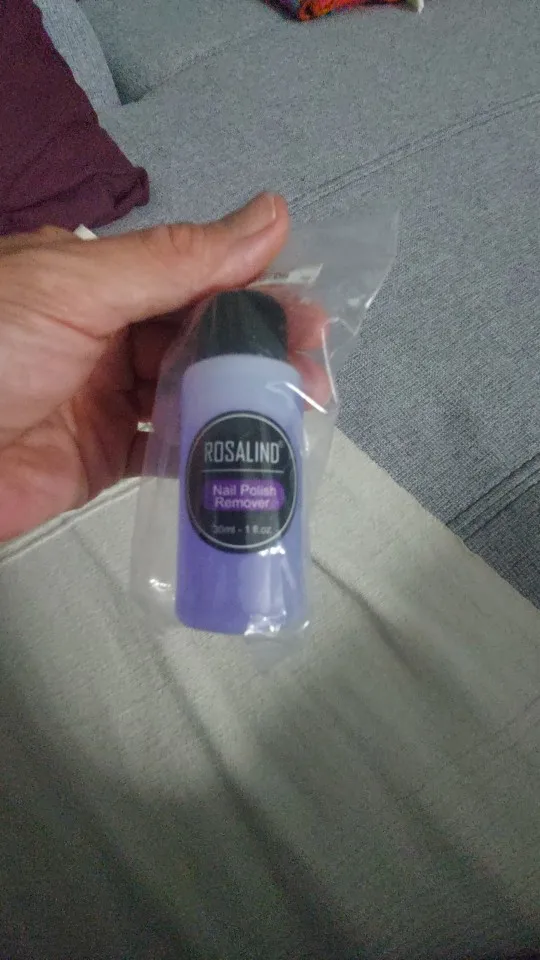 ROSALIND®
Nail Polish
Remover
30ml - 1 fl.oz